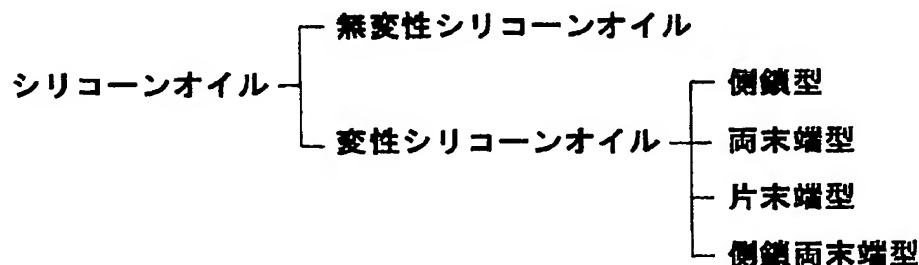 無変性シリコーンオイル
シリコーンオイル
側鎖型
変性シリコーンオイル
両末端型
片末端型
側鎖両末端型